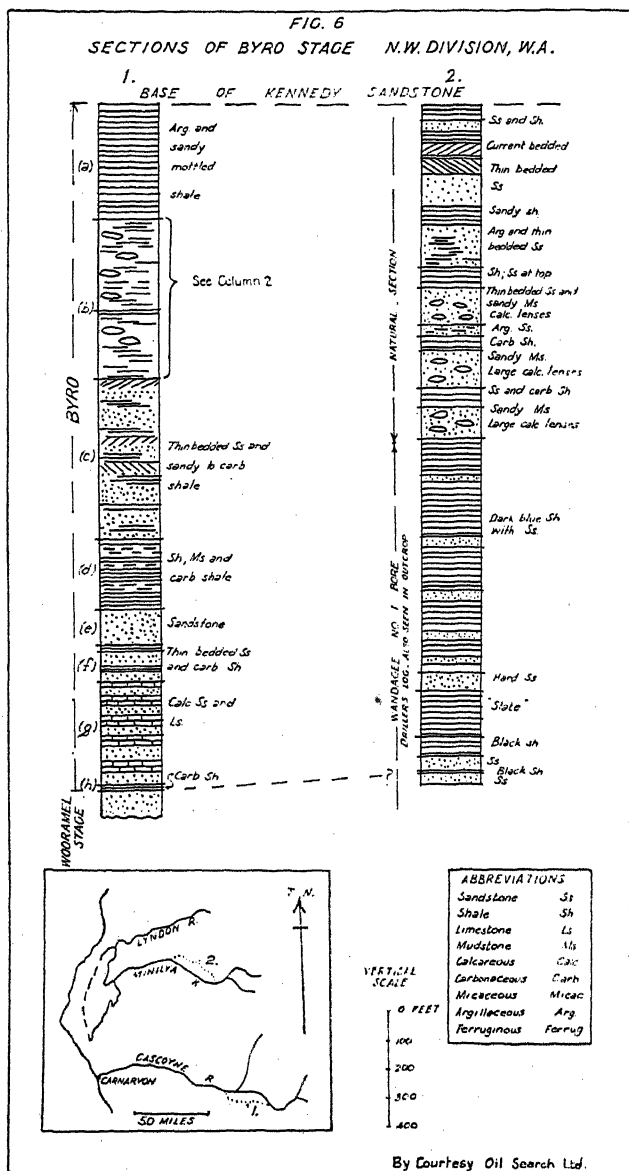 FIG. 6
SECTIONS OF BYRO STAGE N.W. DIVISION, W.A.
1.
2.
BASE OF KENNEDY SANDSTONE
BYRO
WOORAMEL STAGE
(a)
Arg. and
sandy
mottled
shale
(b)
See Column 2
(c)
Thin bedded Ss and
sandy to carb
shale
(d)
Sh, Ms and
carb shale
(e)
Sandstone
(f)
Thin bedded Ss
and carb Sh
(g)
Calc Ss and
Ls.
(h)
Carb Sh
NATURAL SECTION
WANDAGEE NO. 1 BORE
DRILLER'S LOG. ALSO SEEN IN OUTCROP
?
Ss and Sh.
Current bedded
Thin bedded
Ss
Sandy sh.
Arg and thin
bedded Ss
Sh; Ss at top
Thin bedded Ss and
sandy Ms
calc. lenses
Arg. Ss.
Carb Sh.
Sandy Ms.
Large calc. lenses
Ss and carb Sh
Sandy Ms
Large calc lenses
Dark blue Sh
with Ss.
Hard Ss
"Slate"
Black sh
Ss
Black Sh
Ss
T. N.
LYNDON R.
MINILYA R.
2.
GASCOYNE R.
CARNARVON
1.
50 MILES
VERTICAL
SCALE
0 FEET
100
200
300
400
ABBREVIATIONS
Sandstone Ss
Shale Sh
Limestone Ls
Mudstone Ms
Calcareous Calc
Carbonaceous Carb
Micaceous Micac
Argillaceous Arg.
Ferruginous Ferrug
By Courtesy Oil Search Ltd.